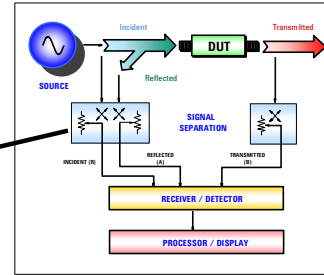 Incident
Transmitted
DUT
SOURCE
Reflected
SIGNAL
SEPARATION
INCIDENT (R)
REFLECTED
(A)
TRANSMITTED
(B)
RECEIVER / DETECTOR
PROCESSOR / DISPLAY